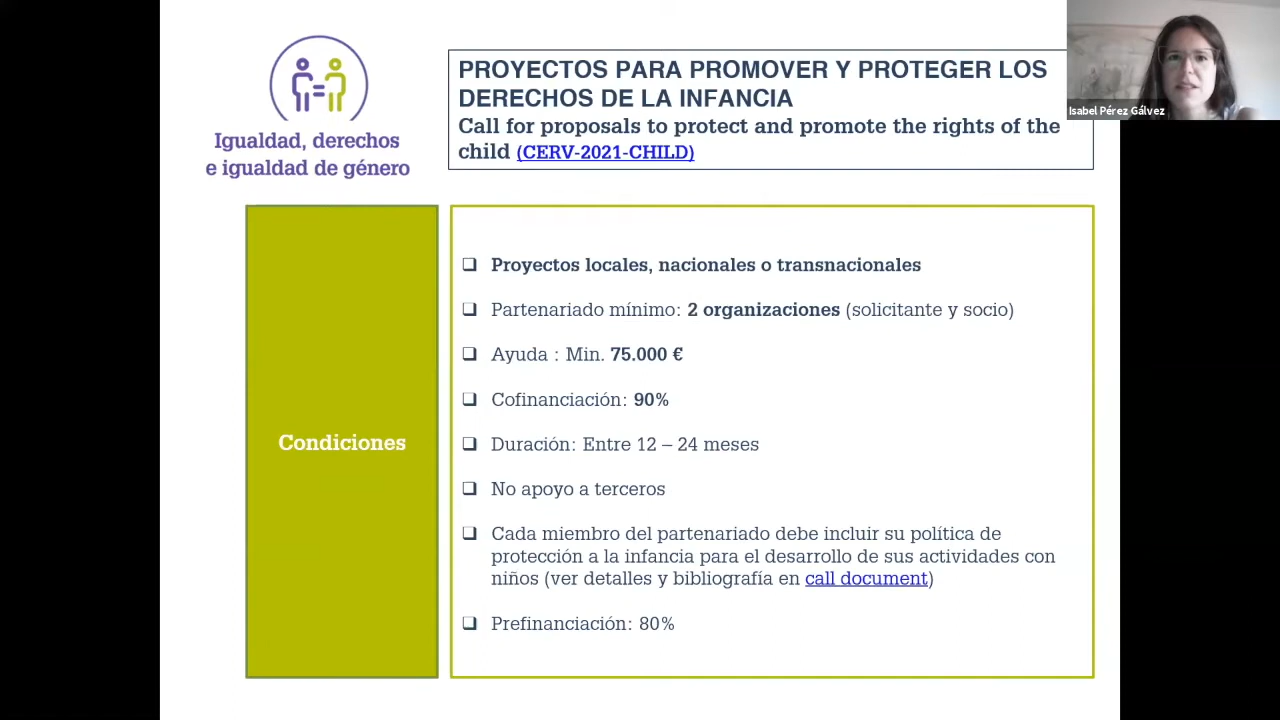 PROYECTOS PARA PROMOVER Y PROTEGER LOS
DERECHOS DE LA INFANCIA
Call for proposals to protect and promote the rights of the
child (CERV-2021-CHILD)
Isabel Pérez Gálvez
Igualdad, derechos
e igualdad de género
Condiciones
❑ Proyectos locales, nacionales o transnacionales
❑ Partenariado mínimo: 2 organizaciones (solicitante y socio)
❑ Ayuda : Min. 75.000 €
❑ Cofinanciación: 90%
❑ Duración: Entre 12 – 24 meses
❑ No apoyo a terceros
❑ Cada miembro del partenariado debe incluir su política de
protección a la infancia para el desarrollo de sus actividades con
niños (ver detalles y bibliografía en call document)
❑ Prefinanciación: 80%